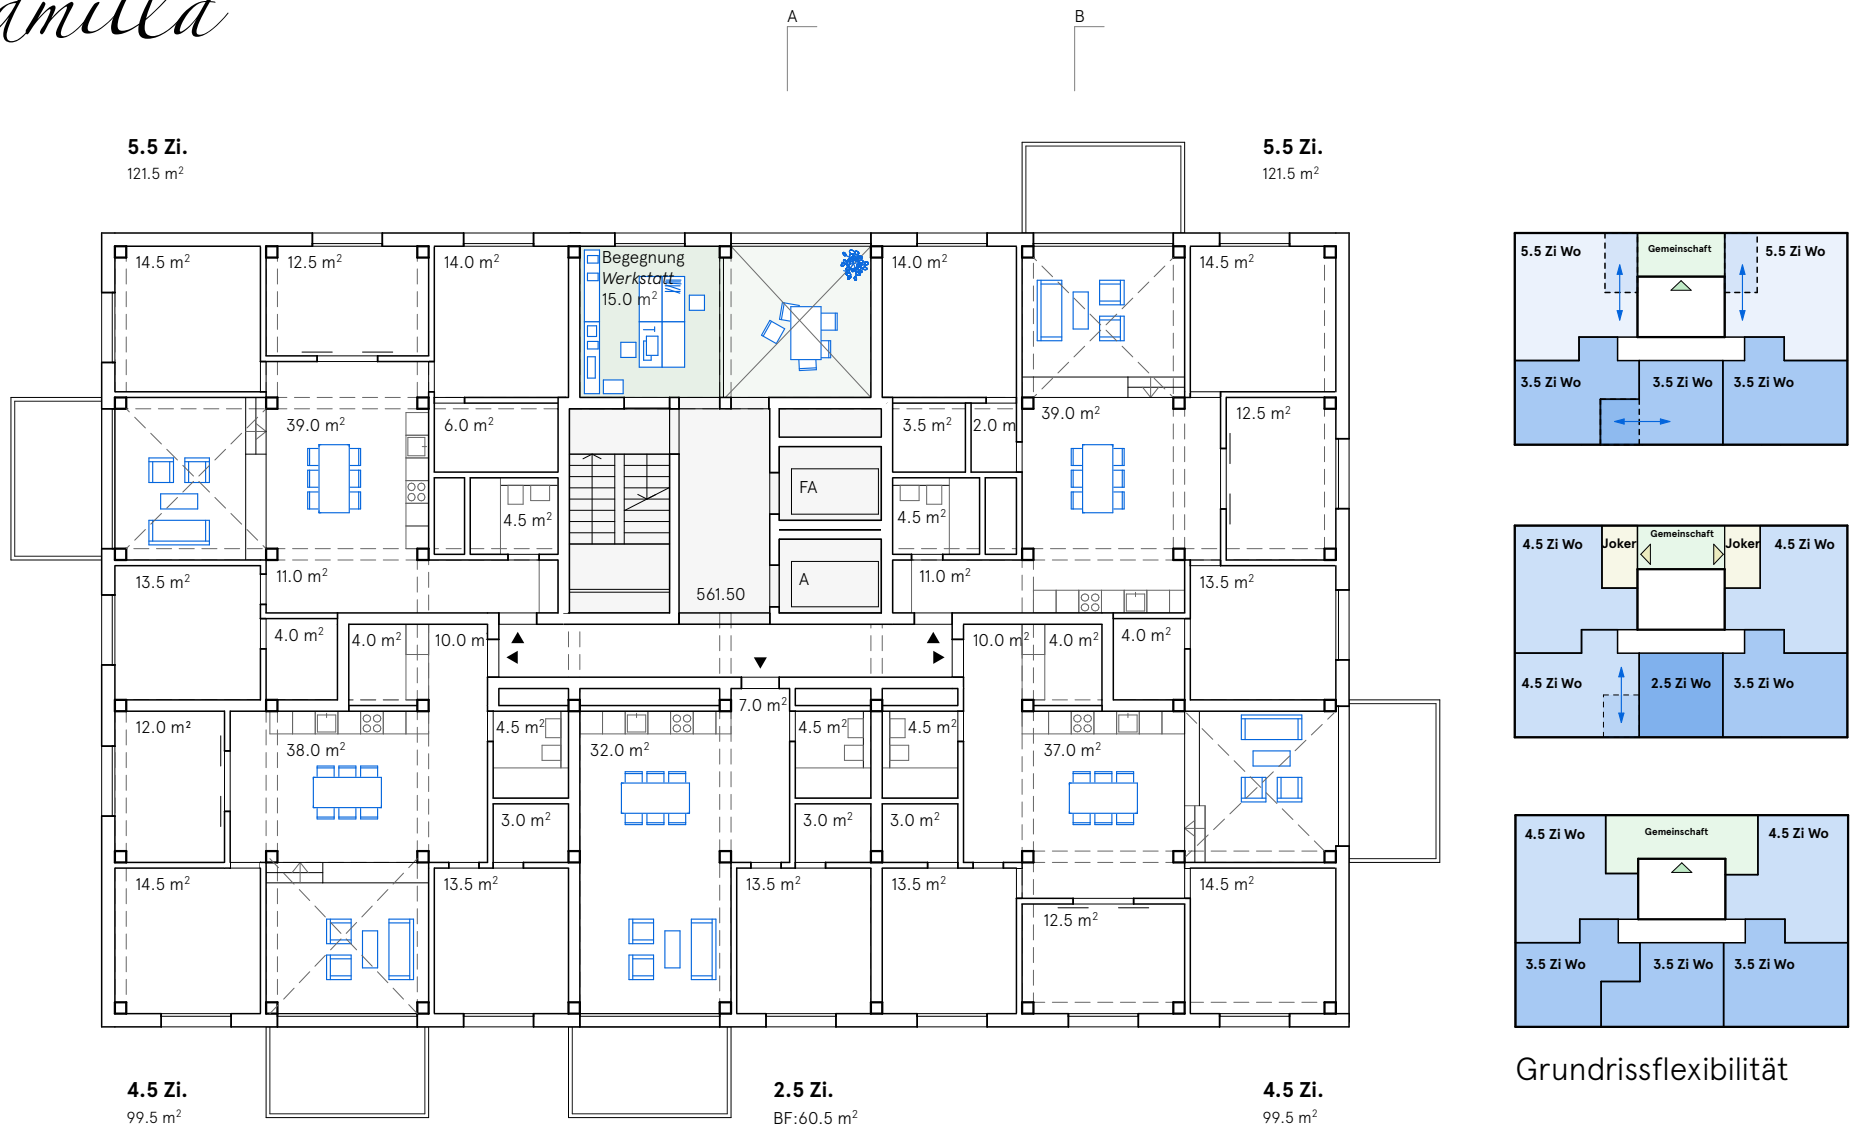 A
B
5.5 Zi.
121.5 m²
5.5 Zi.
121.5 m²
14.5 m²
12.5 m²
14.0 m²
Begegnung
Werkstatt
15.0 m²
14.0 m²
14.5 m²
39.0 m²
6.0 m²
3.5 m²
2.0 m
39.0 m²
12.5 m²
FA
4.5 m²
4.5 m²
13.5 m²
11.0 m²
561.50
A
11.0 m²
13.5 m²
4.0 m²
4.0 m²
10.0 m
10.0 m²
4.0 m²
4.0 m²
12.0 m²
38.0 m²
4.5 m²
32.0 m²
7.0 m²
4.5 m²
4.5 m²
37.0 m²
3.0 m²
3.0 m²
3.0 m²
14.5 m²
13.5 m²
13.5 m²
13.5 m²
12.5 m²
14.5 m²
4.5 Zi.
99.5 m²
2.5 Zi.
BF:60.5 m²
4.5 Zi.
99.5 m²
5.5 Zi Wo
Gemeinschaft
5.5 Zi Wo
3.5 Zi Wo
3.5 Zi Wo
3.5 Zi Wo
4.5 Zi Wo
Joker
Gemeinschaft
Joker
4.5 Zi Wo
4.5 Zi Wo
2.5 Zi Wo
3.5 Zi Wo
4.5 Zi Wo
Gemeinschaft
4.5 Zi Wo
3.5 Zi Wo
3.5 Zi Wo
3.5 Zi Wo
Grundrissflexibilität